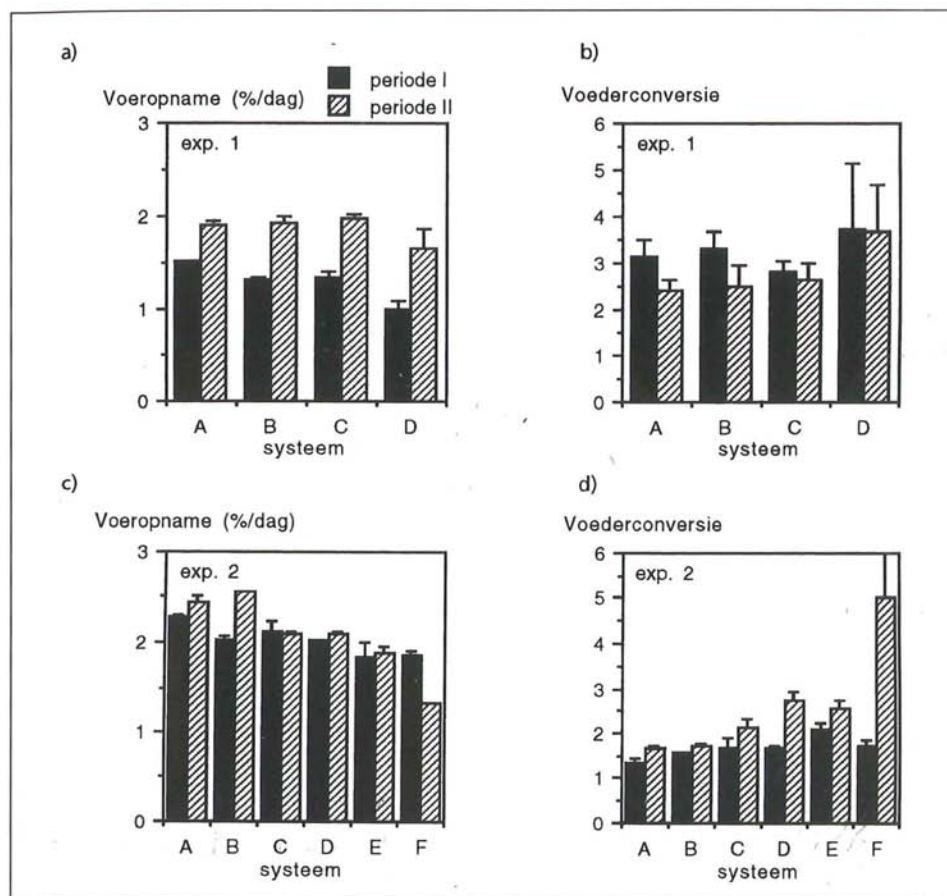 a)
periode I
periode II
Voeropname (%/dag)
3
2
1
0
exp. 1
A B C D
systeem
b)
Voederconversie
6
5
4
3
2
1
0
exp. 1
A B C D
systeem
c)
Voeropname (%/dag)
3
2
1
0
exp. 2
A B C D E F
systeem
d)
Voederconversie
6
5
3
2
1
0
exp. 2
A B C D E F
systeem